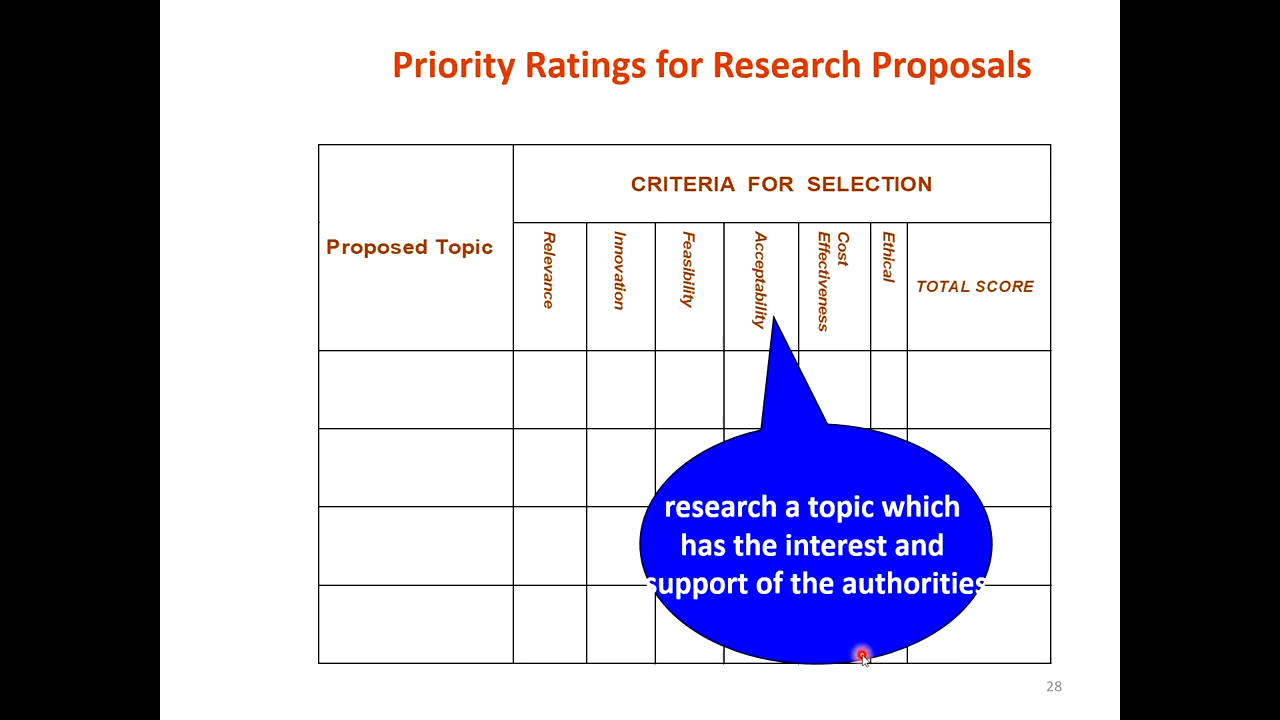 Priority Ratings for Research Proposals
CRITERIA FOR SELECTION
Proposed Topic
Relevance
Innovation
Feasibility
Acceptability
Cost
Effectiveness
Ethical
TOTAL SCORE
research a topic which
has the interest and
support of the authorities
28